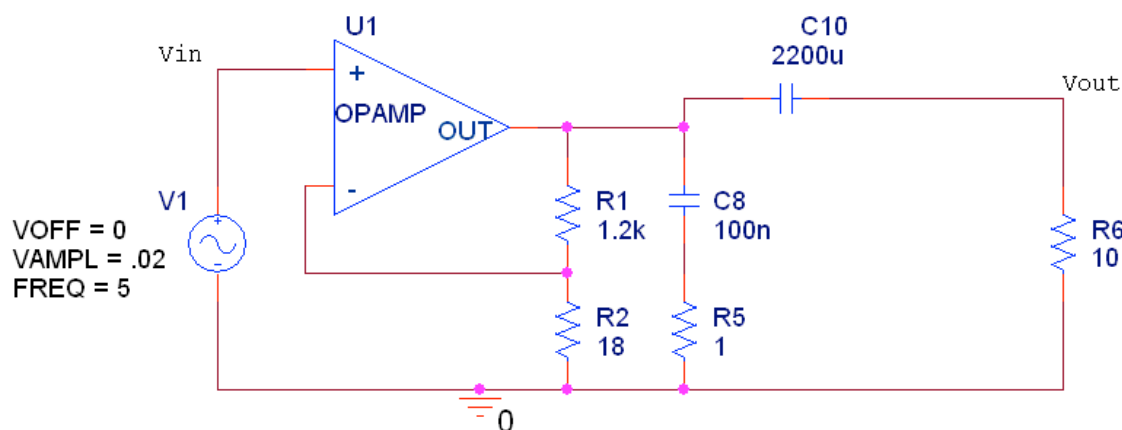 U1
C10
2200u
Vin
Vout
+
OPAMP
OUT
-
V1
+
-
VOFF = 0
VAMPL = .02
FREQ = 5
R1
1.2k
C8
100n
R6
10
R2
18
R5
1
0